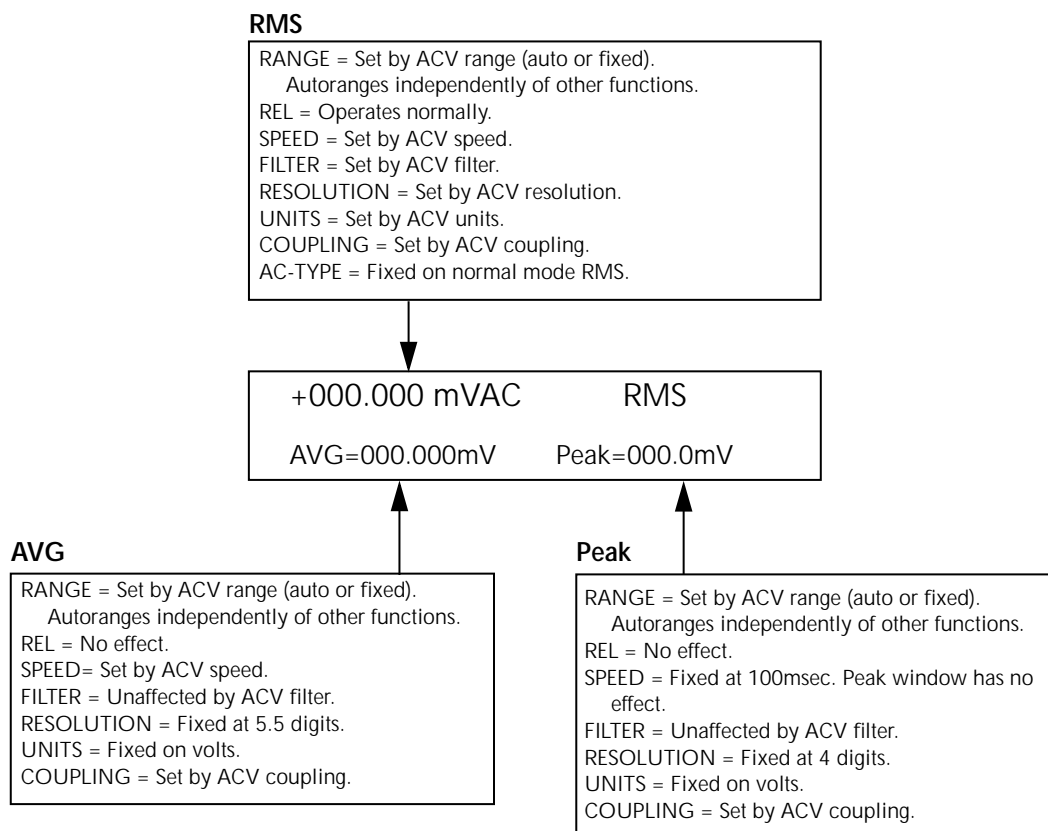 RMS
RANGE = Set by ACV range (auto or fixed).
Autoranges independently of other functions.
REL = Operates normally.
SPEED = Set by ACV speed.
FILTER = Set by ACV filter.
RESOLUTION = Set by ACV resolution.
UNITS = Set by ACV units.
COUPLING = Set by ACV coupling.
AC-TYPE = Fixed on normal mode RMS.
+000.000 mVAC RMS
AVG=000.000mV Peak=000.0mV
AVG
RANGE = Set by ACV range (auto or fixed).
Autoranges independently of other functions.
REL = No effect.
SPEED= Set by ACV speed.
FILTER = Unaffected by ACV filter.
RESOLUTION = Fixed at 5.5 digits.
UNITS = Fixed on volts.
COUPLING = Set by ACV coupling.
Peak
RANGE = Set by ACV range (auto or fixed).
Autoranges independently of other functions.
REL = No effect.
SPEED = Fixed at 100msec. Peak window has no
effect.
FILTER = Unaffected by ACV filter.
RESOLUTION = Fixed at 4 digits.
UNITS = Fixed on volts.
COUPLING = Set by ACV coupling.